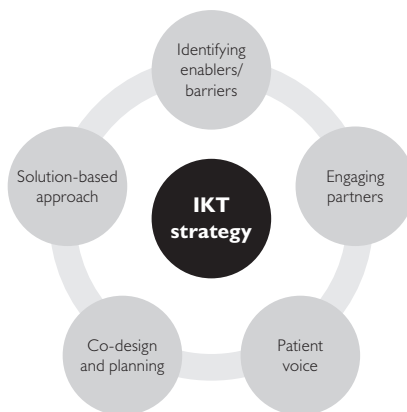 Identifying
enablers/
barriers
Solution-based
approach
IKT
strategy
Engaging
partners
Co-design
and planning
Patient
voice